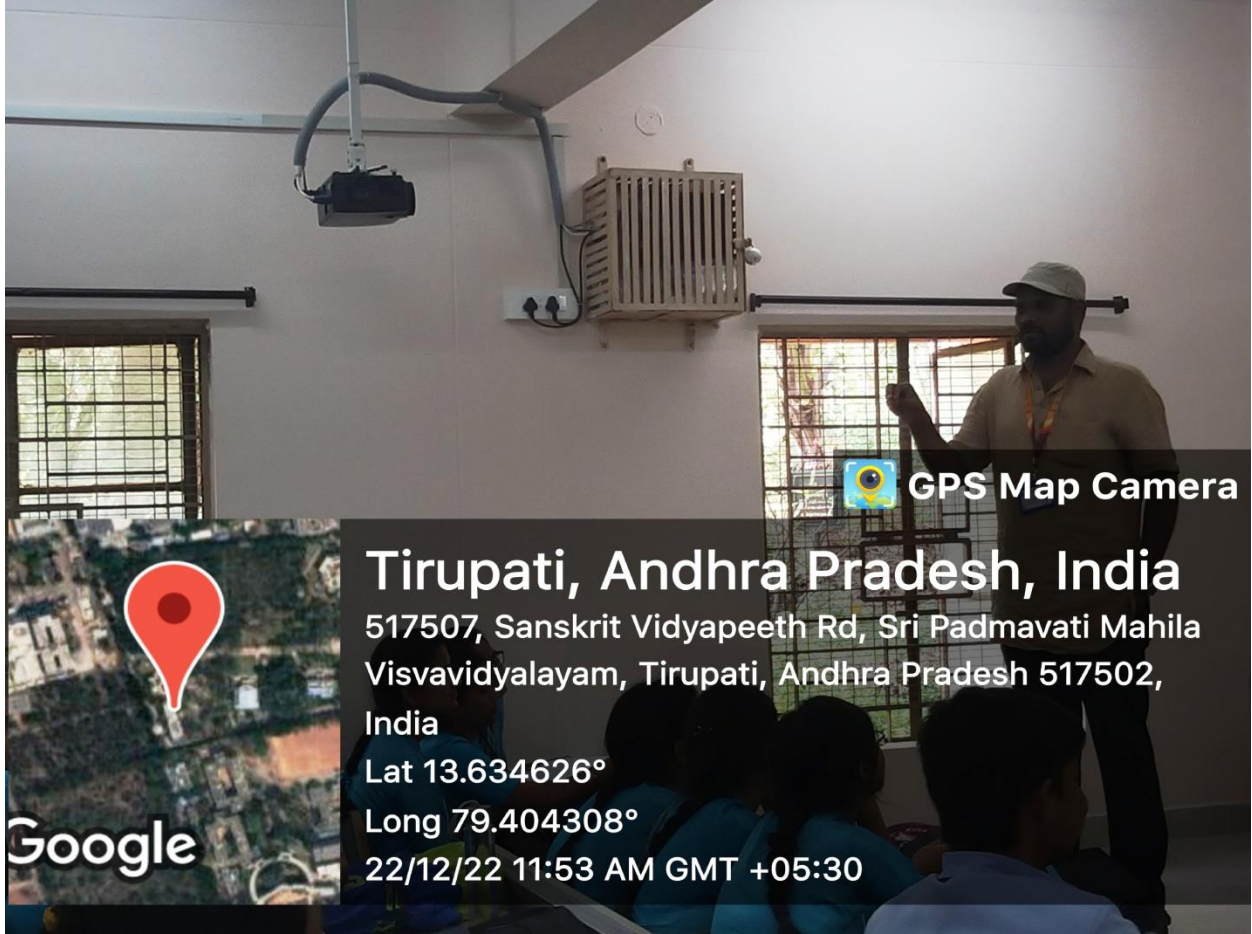 GPS Map Camera
Tirupati, Andhra Pradesh, India
517507, Sanskrit Vidyapeeth Rd, Sri Padmavati Mahila
Visvavidyalayam, Tirupati, Andhra Pradesh 517502,
India
Lat 13.634626°
Long 79.404308°
22/12/22 11:53 AM GMT +05:30
Google